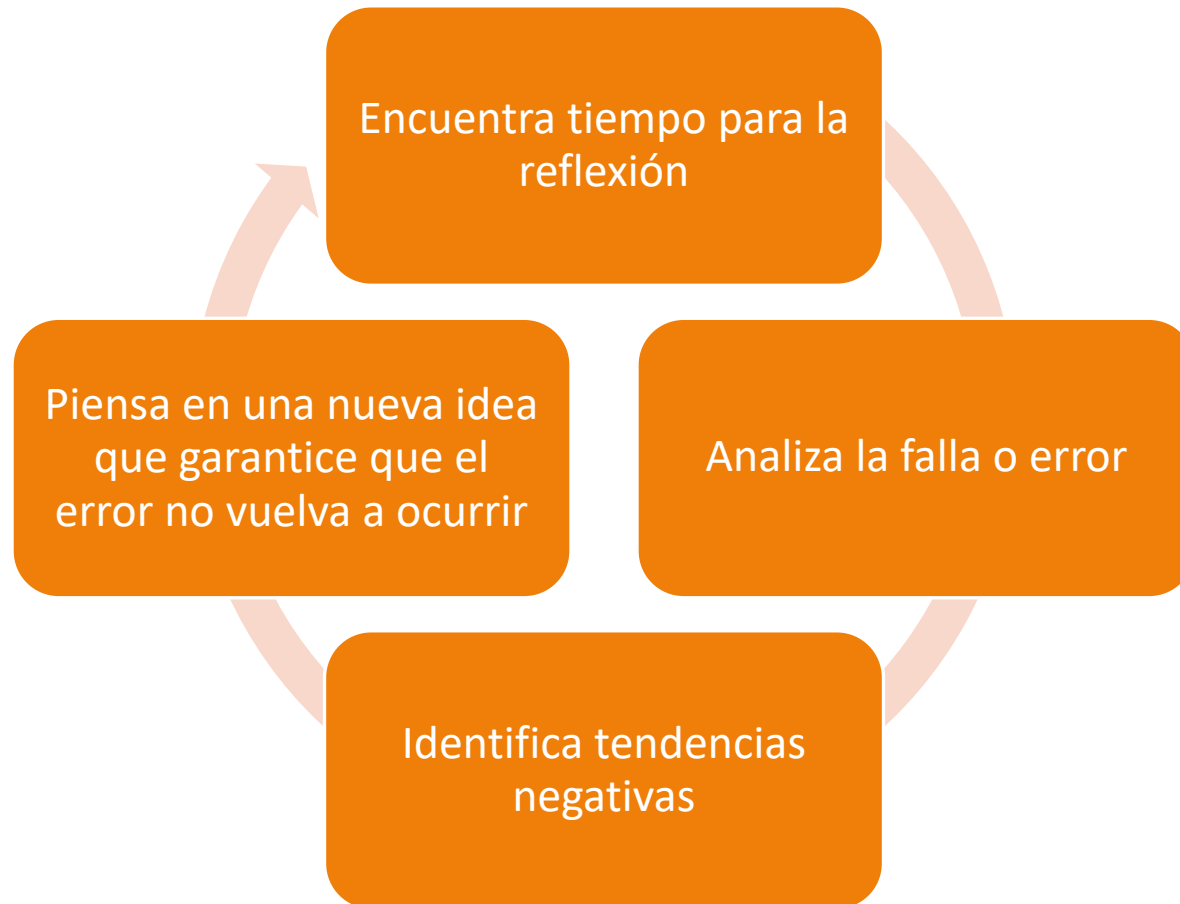 Encuentra tiempo para la
reflexión
Analiza la falla o error
Identifica tendencias
negativas
Piensa en una nueva idea
que garantice que el
error no vuelva a ocurrir